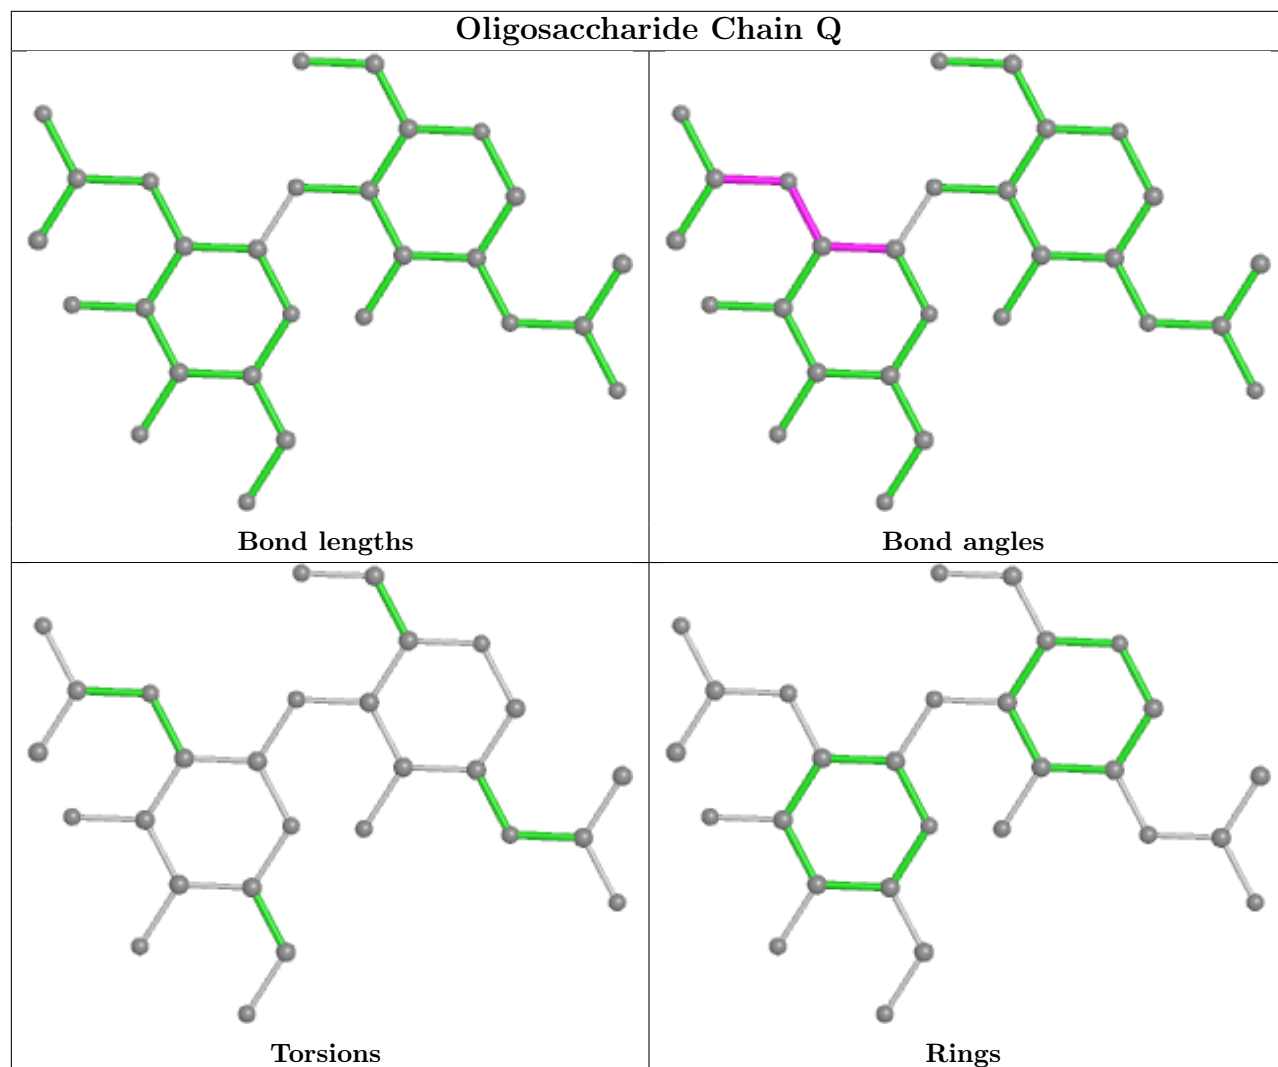 Oligosaccharide Chain Q
Bond lengths
Bond angles
Torsions
Rings